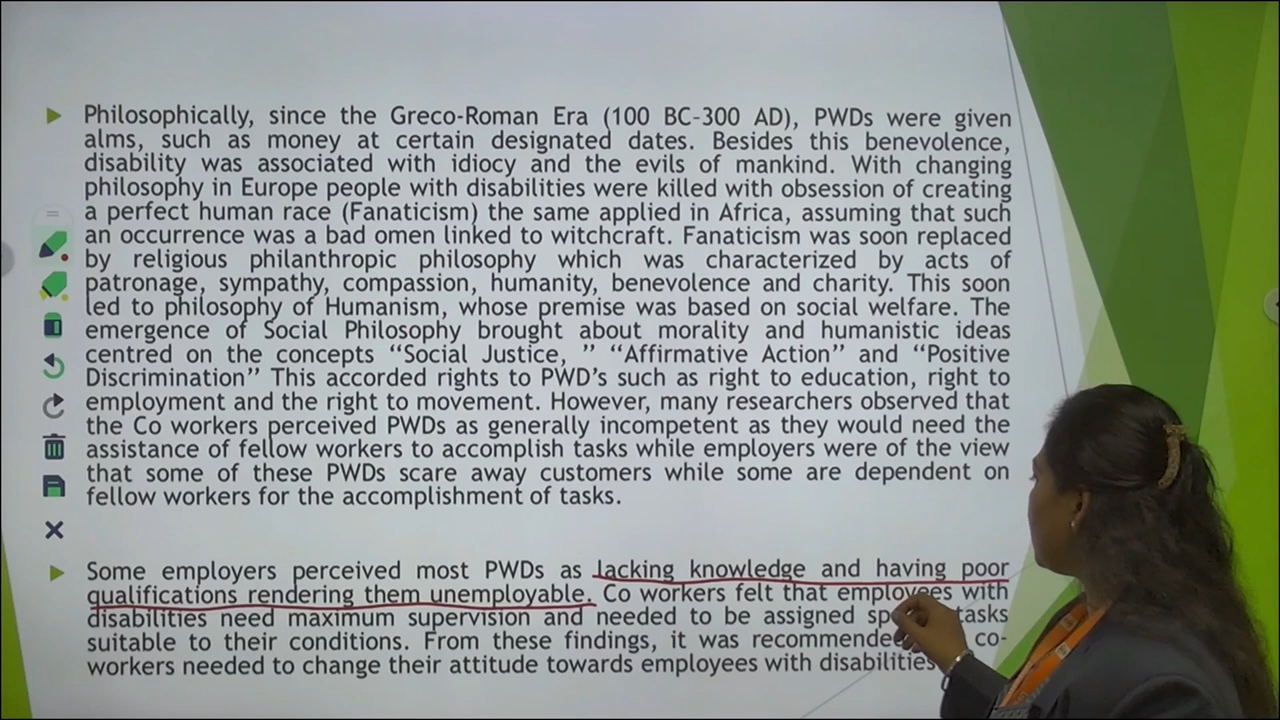 Philosophically, since the Greco-Roman Era (100 BC–300 AD), PWDs were given
alms, such as money at certain designated dates. Besides this benevolence,
disability was associated with idiocy and the evils of mankind. With changing
philosophy in Europe people with disabilities were killed with obsession of creating
a perfect human race (Fanaticism) the same applied in Africa, assuming that such
an occurrence was a bad omen linked to witchcraft. Fanaticism was soon replaced
by religious philanthropic philosophy which was characterized by acts of
patronage, sympathy, compassion, humanity, benevolence and charity. This soon
led to philosophy of Humanism, whose premise was based on social welfare. The
emergence of Social Philosophy brought about morality and humanistic ideas
centred on the concepts “Social Justice, ” “Affirmative Action” and “Positive
Discrimination” This accorded rights to PWD’s such as right to education, right to
employment and the right to movement. However, many researchers observed that
the Co workers perceived PWDs as generally incompetent as they would need the
assistance of fellow workers to accomplish tasks while employers were of the view
that some of these PWDs scare away customers while some are dependent on
fellow workers for the accomplishment of tasks.
Some employers perceived most PWDs as lacking knowledge and having poor
qualifications rendering them unemployable. Co workers felt that employees with
disabilities need maximum supervision and needed to be assigned tasks
suitable to their conditions. From these findings, it was co-
workers needed to change their attitude towards employees with disabilities